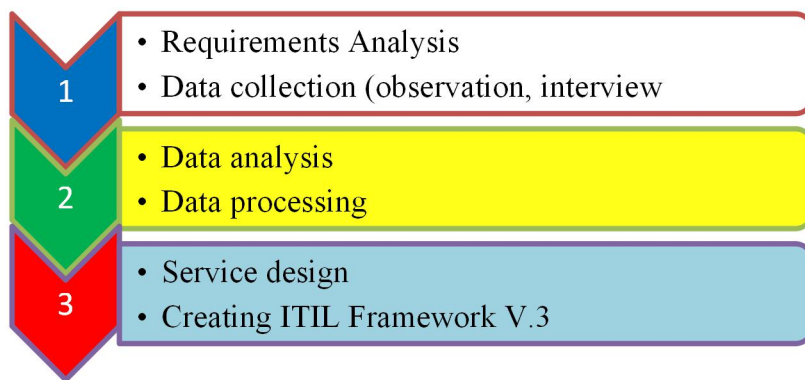 1
• Requirements Analysis
• Data collection (observation, interview
2
• Data analysis
• Data processing
3
• Service design
• Creating ITIL Framework V.3